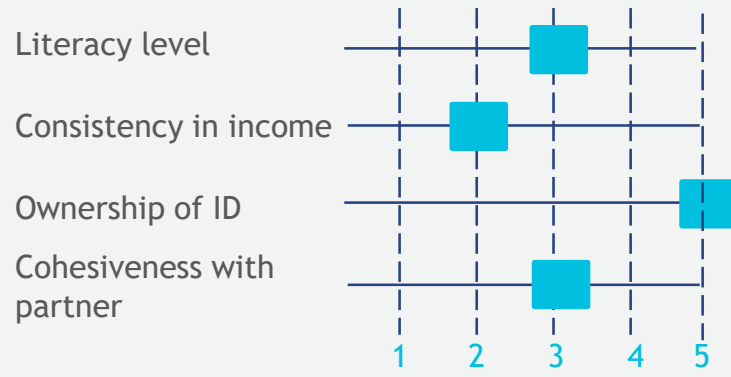 Literacy level
Consistency in income
Ownership of ID
Cohesiveness with
partner
1 2 3 4 5